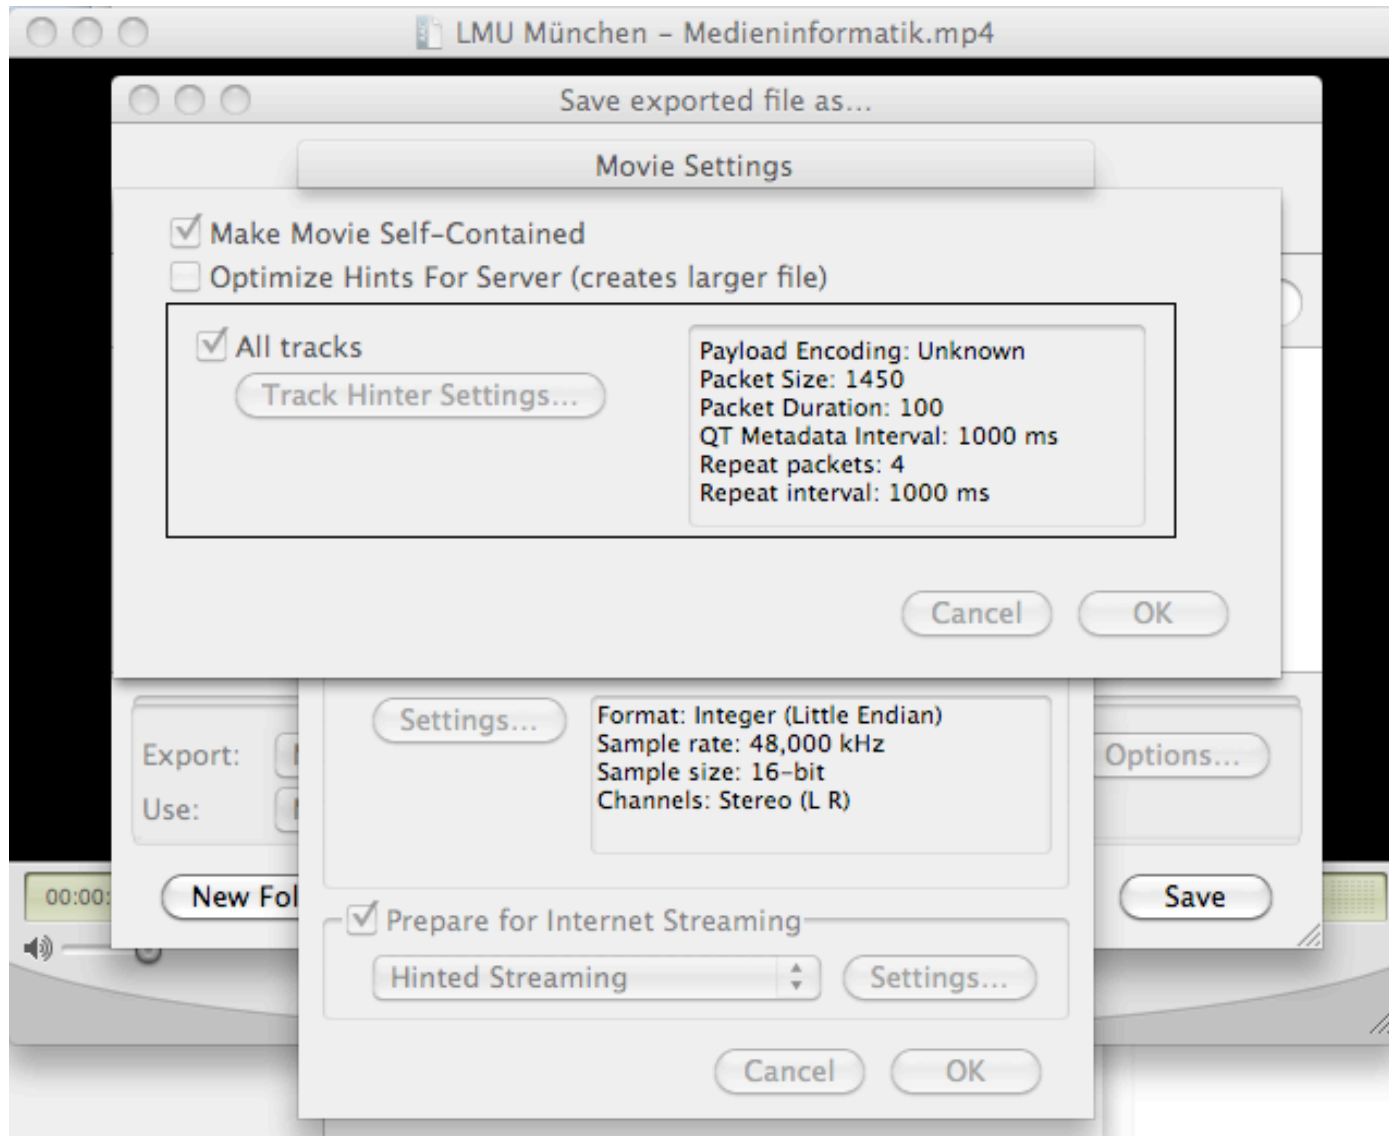 LMU München – Medieninformatik.mp4
Save exported file as...
Movie Settings
Make Movie Self-Contained
Optimize Hints For Server (creates larger file)
All tracks
Track Hinter Settings...
Payload Encoding: Unknown
Packet Size: 1450
Packet Duration: 100
QT Metadata Interval: 1000 ms
Repeat packets: 4
Repeat interval: 1000 ms
Cancel
OK
Settings...
Format: Integer (Little Endian)
Sample rate: 48,000 kHz
Sample size: 16-bit
Channels: Stereo (L R)
Export:
Use:
Options...
00:00:
New Fol
Save
Prepare for Internet Streaming
Hinted Streaming
Settings...
Cancel
OK